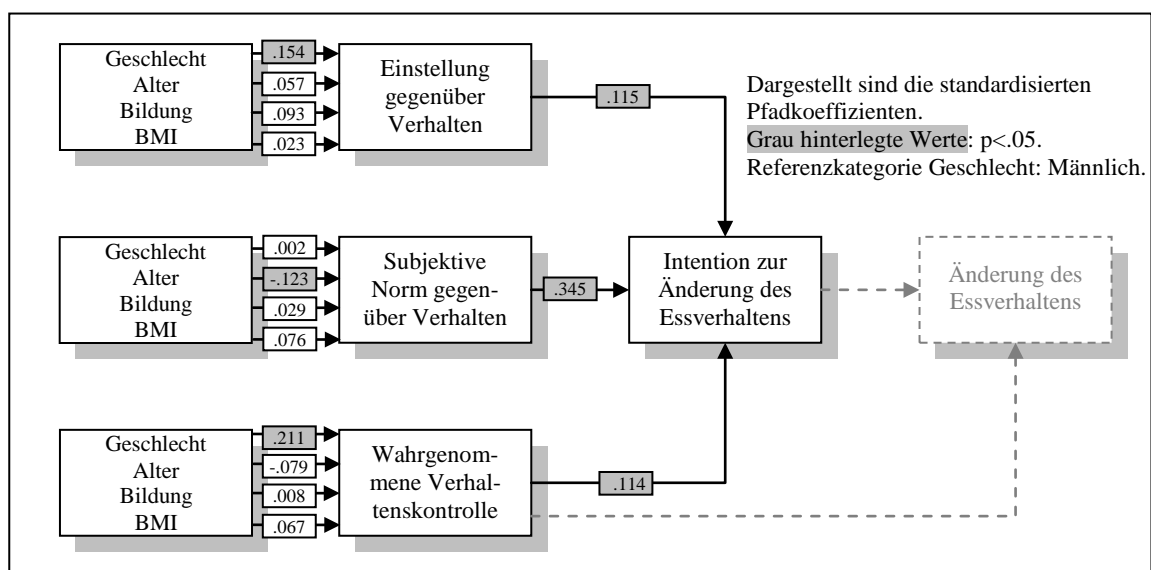 Geschlecht
Alter
Bildung
BMI
.154
.057
.093
.023
Einstellung
gegenüber
Verhalten
.115
Dargestellt sind die standardisierten
Pfadkoeffizienten.
Grau hinterlegte Werte: p<.05.
Referenzkategorie Geschlecht: Männlich.
Geschlecht
Alter
Bildung
BMI
.002
-.123
.029
.076
Subjektive
Norm gegen-
über Verhalten
.345
Intention zur
Änderung des
Essverhaltens
Änderung des
Essverhaltens
Geschlecht
Alter
Bildung
BMI
.211
-.079
.008
.067
Wahrgenom-
mene Verhal-
tenskontrolle
.114